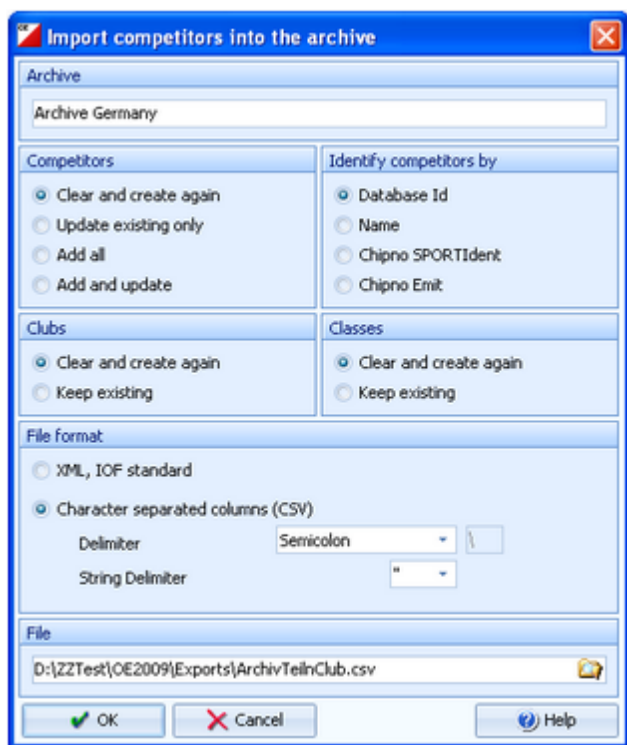 OE Import competitors into the archive
Archive
Archive Germany
Competitors
Clear and create again
Update existing only
Add all
Add and update
Identify competitors by
Database Id
Name
Chipno SPORTIdent
Chipno Emit
Clubs
Clear and create again
Keep existing
Classes
Clear and create again
Keep existing
File format
XML, IOF standard
Character separated columns (CSV)
Delimiter Semicolon \
String Delimiter "
File
D:\ZZTest\OE2009\Exports\ArchivTeilnClub.csv
OK Cancel Help